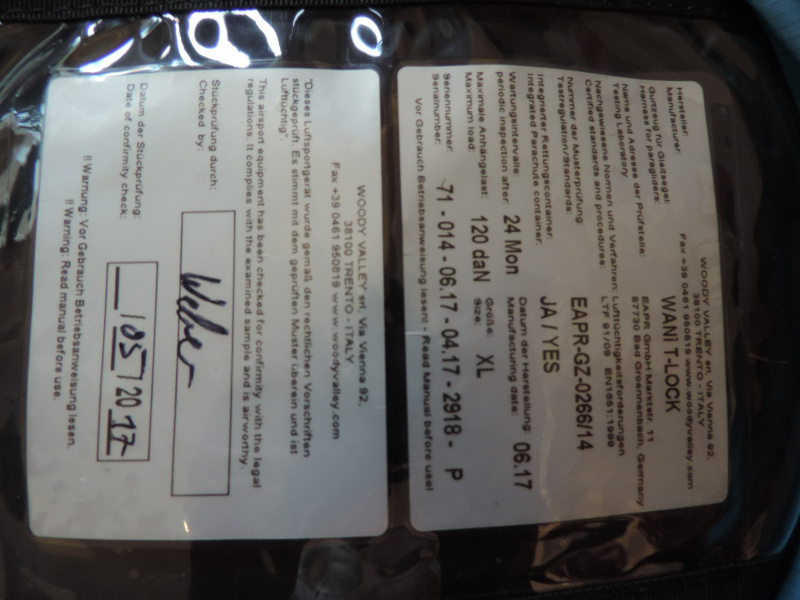 WOODY VALLEY srl, Via Vienna 92,
38100 TRENTO - ITALY
Fax +39 0461 950819 www.woodyvalley.com
Hersteller:
Manufacturer:
Gurtzeug für Gleitsegel:
Harness for paragliders:
WANI T-LOCK
Name und Adresse der Prüfstelle:
Testing Laboratory
EAPR GmbH Marktstr. 11
87730 Bad Groennenbach, Germany
Nachgewiesene Normen und Verfahren: Lufttüchtigkeitsforderungen
Certified standards and procedures: LTF 91/09 EN1651:1999
Nummer der Musterprüfung:
Testregulation/Standards:
EAPR-GZ-0266/14
Integrierter Rettungscontainer:
Integrated Parachute container:
JA / YES
Wartungsintervalle:
periodic inspection after:
24 Mon
Datum der Herstellung:
Manufacturing date:
06.17
Maximale Anhängelast:
Maximum load:
120 daN
Größe:
Size:
XL
Seriennummer:
Serialnumber:
71 - 014 - 06.17 - 04.17 - 2918 - P
Vor Gebrauch Betriebsanweisung lesen! - Read Manual before use!
WOODY VALLEY srl, Via Vienna 92,
38100 TRENTO - ITALY
Fax +39 0461 950819 www.woodyvalley.com
"Dieses Luftsportgerät wurde gemäß den rechtlichen Vorschriften
stückgeprüft. Es stimmt mit dem geprüften Muster überein und ist
Lufttüchtig".
This airsport equipment has been checked for confirmity with the legal
regulations. It complies with the examined sample and is airworthy.
Stückprüfung durch:
Checked by:
Weber
Datum der Stückprüfung:
Date of confirmity check:
__/05/2017
!! Warnung: Vor Gebrauch Betriebsanweisung lesen.
!! Warning: Read manual before use.